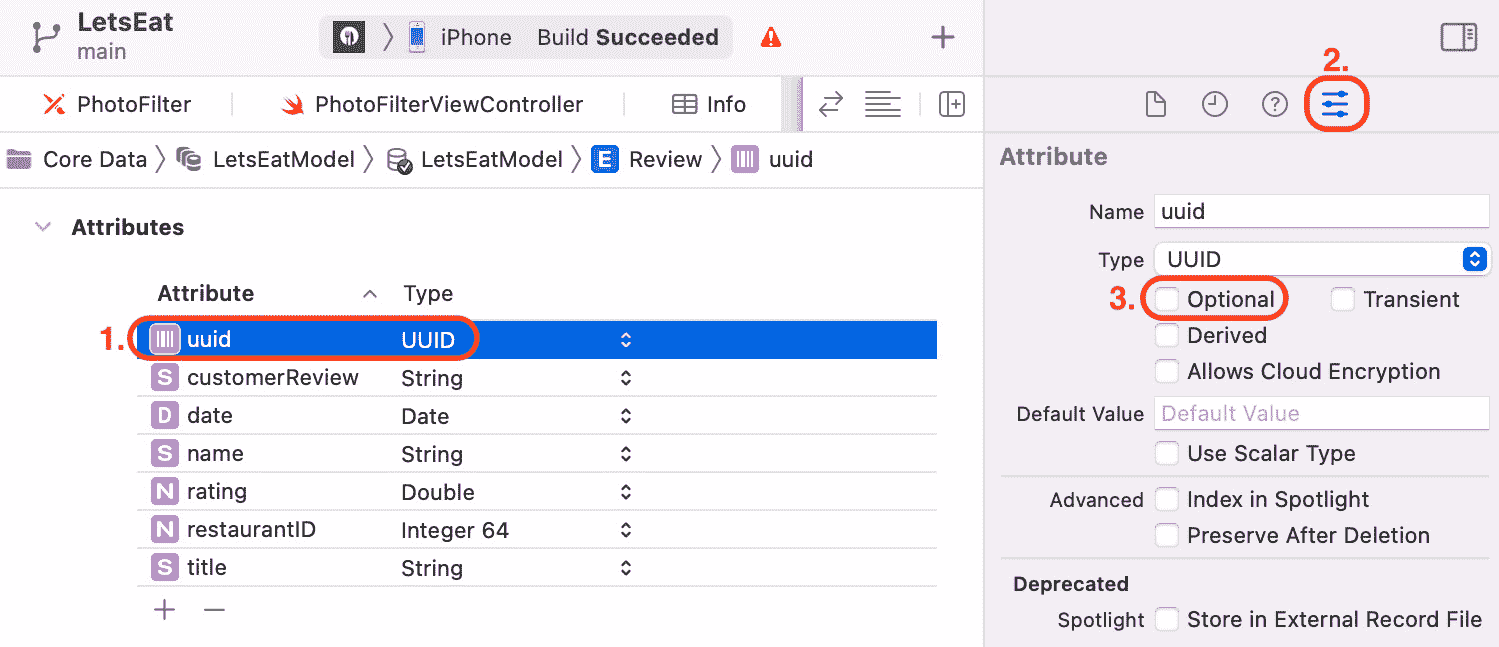 LetsEat
main
iPhone Build Succeeded
2.
PhotoFilter PhotoFilterViewController Info
Core Data LetsEatModel LetsEatModel E Review uuid
Attribute
Name uuid
Type UUID
3. Optional Transient
Derived
Allows Cloud Encryption
Default Value Default Value
Use Scalar Type
Advanced Index in Spotlight
Preserve After Deletion
Deprecated
Spotlight Store in External Record File
Attributes
Attribute Type
1. uuid UUID
S customerReview String
D date Date
S name String
N rating Double
N restaurantID Integer 64
S title String